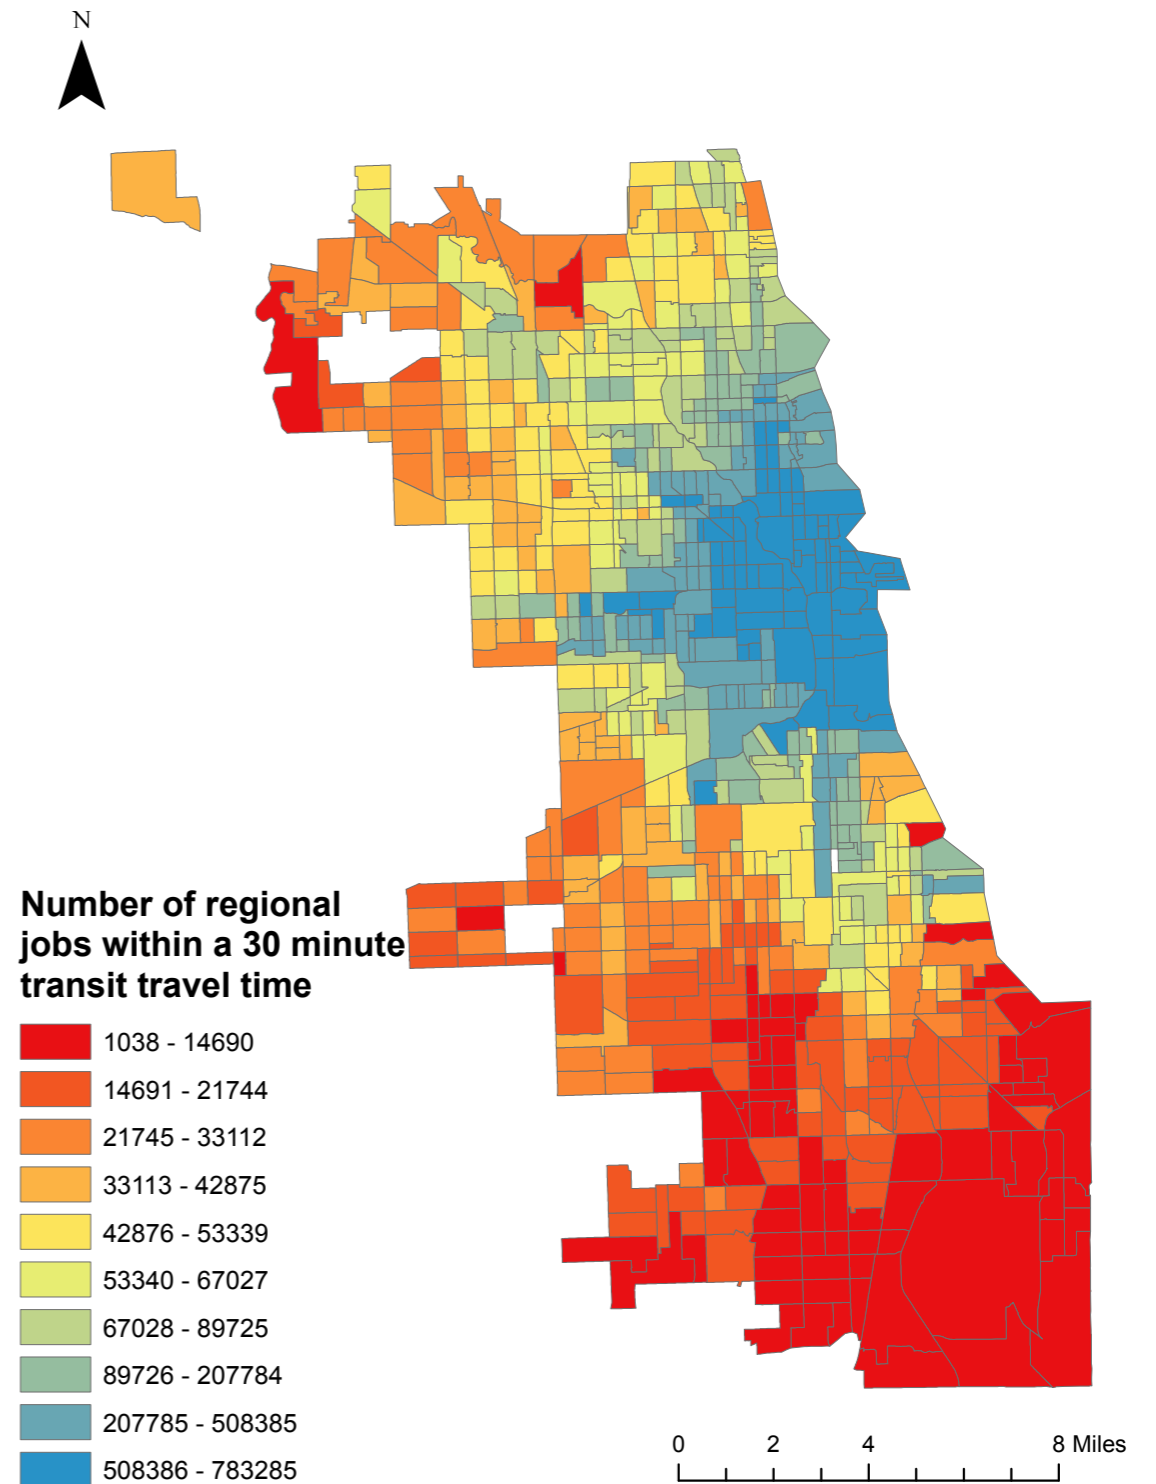 N
Number of regional
jobs within a 30 minute
transit travel time
1038 - 14690
14691 - 21744
21745 - 33112
33113 - 42875
42876 - 53339
53340 - 67027
67028 - 89725
89726 - 207784
207785 - 508385
508386 - 783285
0 2 4 8 Miles